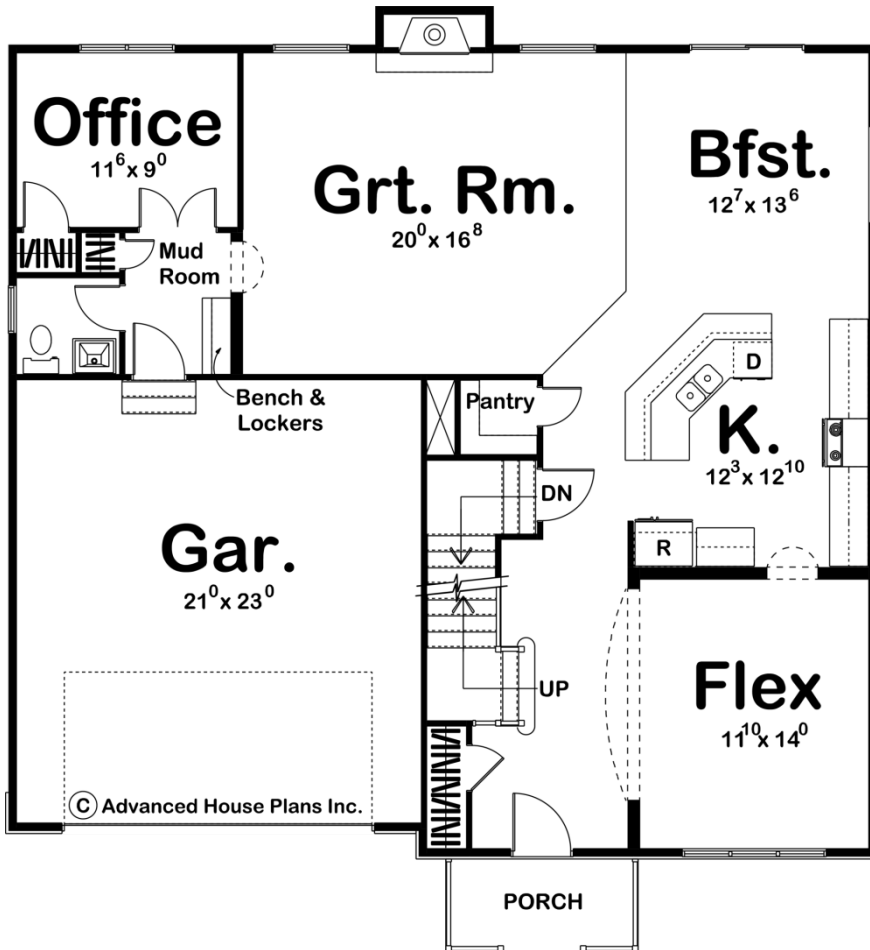 Office
11⁶ x 9⁰
Grt. Rm.
20⁰ x 16⁸
Bfst.
12⁷ x 13⁶
Mud
Room
Bench &
Lockers
Pantry
D
K.
12³ x 12¹⁰
DN
R
Gar.
21⁰ x 23⁰
UP
Flex
11¹⁰ x 14⁰
© Advanced House Plans Inc.
PORCH